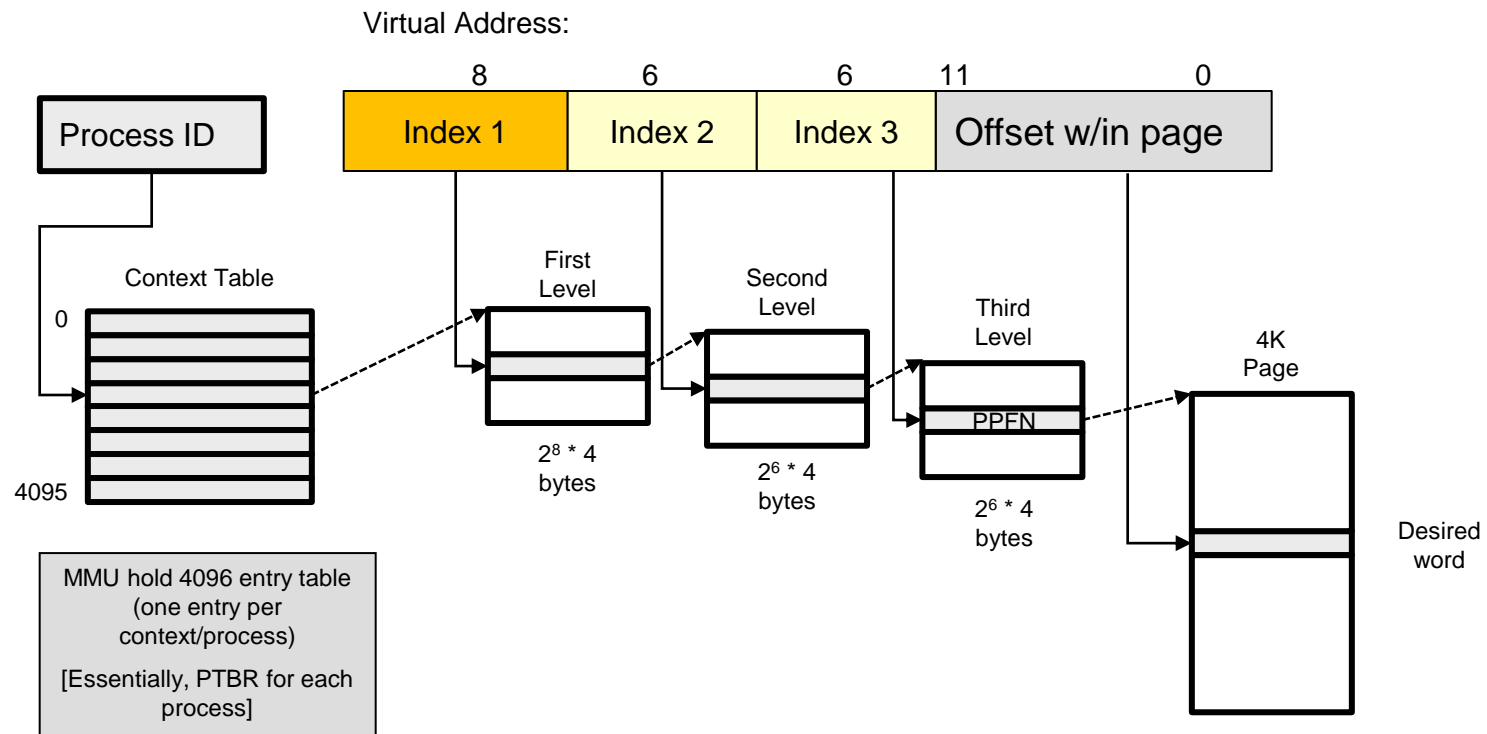 Virtual Address:
8 6 6 11 0
Process ID
Index 1 Index 2 Index 3 Offset w/in page
Context Table
0
4095
First
Level
2⁸ * 4
bytes
Second
Level
2⁶ * 4
bytes
Third
Level
PPFN
2⁶ * 4
bytes
4K
Page
Desired
word
MMU hold 4096 entry table
(one entry per
context/process)
[Essentially, PTBR for each
process]